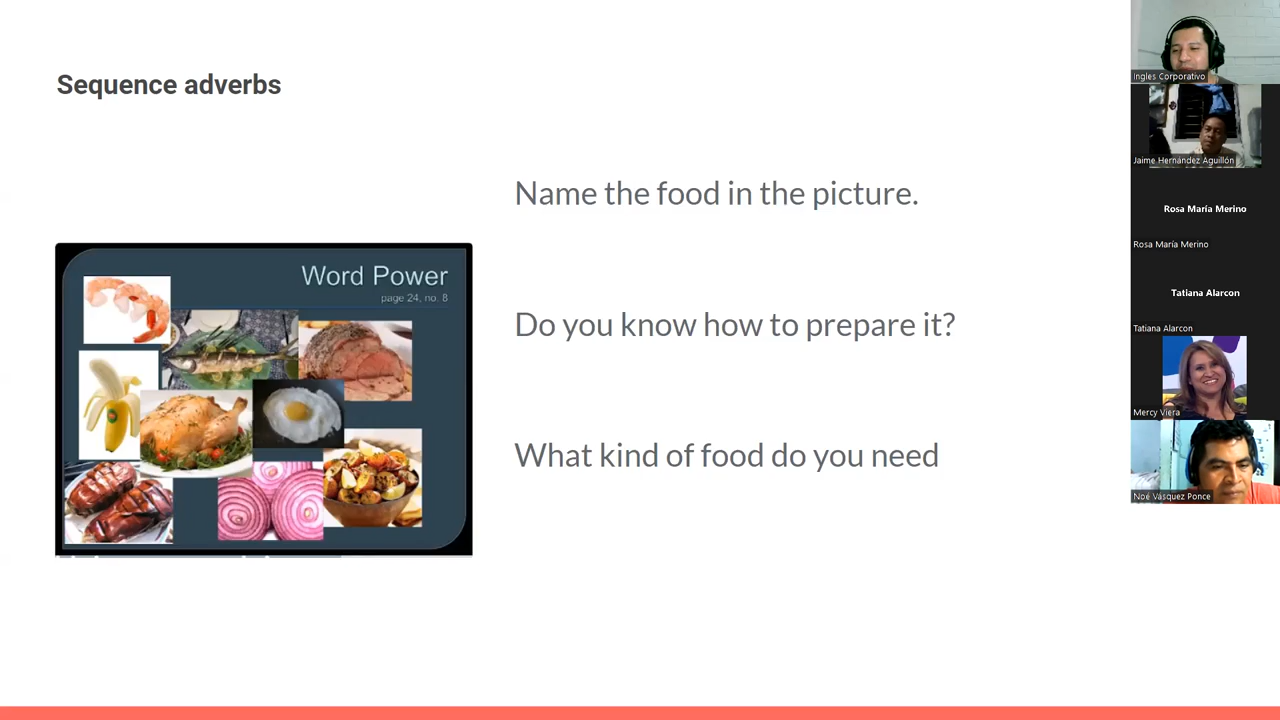 Sequence adverbs
Name the food in the picture.
Word Power
page 24, no. 8
Do you know how to prepare it?
What kind of food do you need
Ingles Corporativo
Jaime Hernández Aguillón
Rosa María Merino
Rosa María Merino
Tatiana Alarcon
Tatiana Alarcon
Mercy Viera
Noé Vásquez Ponce